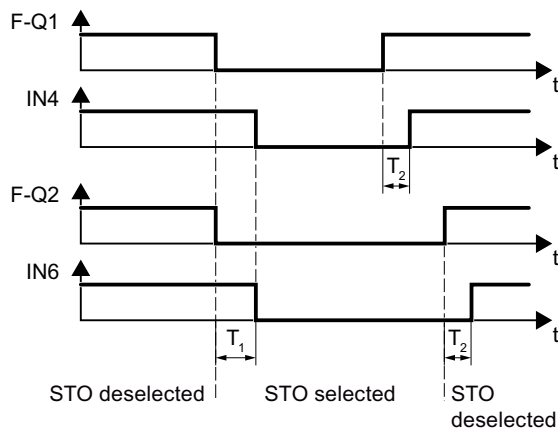 F-Q1
t
IN4
t
T2
F-Q2
t
IN6
t
T1
T2
STO deselected
STO selected
STO
deselected